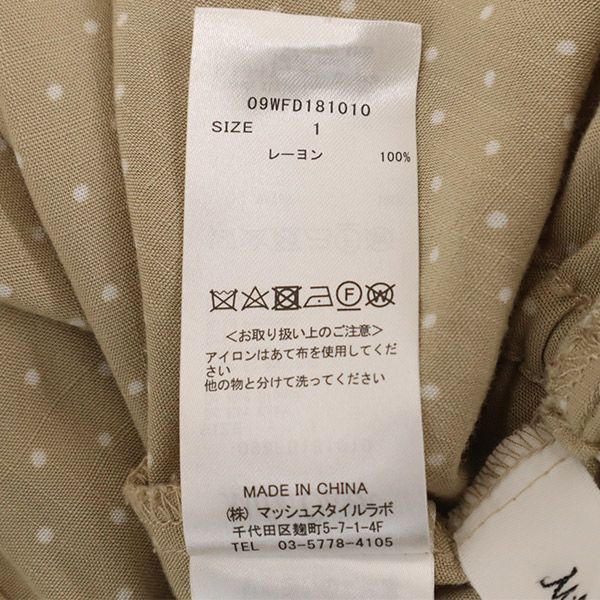 09WFD181010
SIZE 1
レーヨン 100%
F W
<お取り扱い上のご注意>
アイロンはあて布を使用してくだ
さい
他の物と分けて洗ってください
MADE IN CHINA
(株) マッシュスタイルラボ
千代田区麹町5-7-1-4F
TEL 03-5778-4105